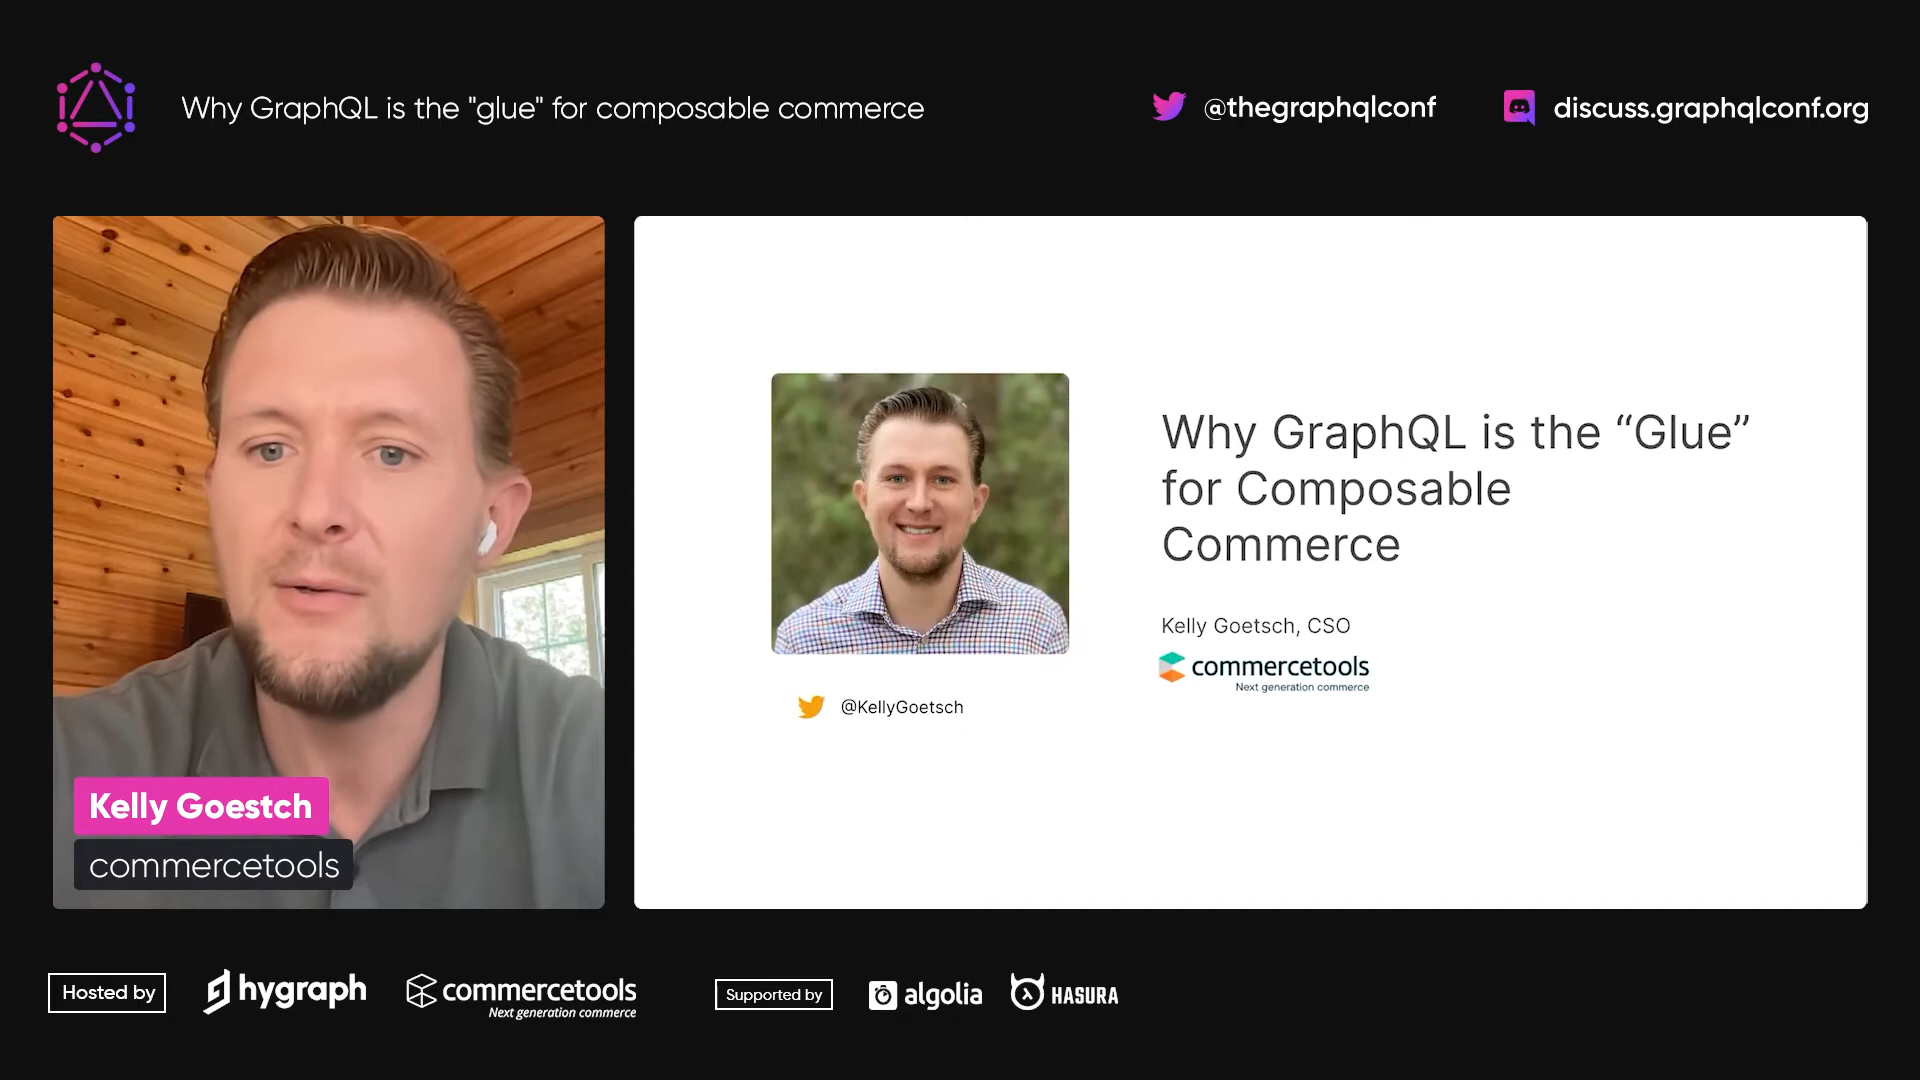 Why GraphQL is the "glue" for composable commerce
@thegraphqlconf
discuss.graphqlconf.org
Why GraphQL is the “Glue”
for Composable
Commerce
Kelly Goetsch, CSO
commercetools
Next generation commerce
@KellyGoetsch
Kelly Goestch
commercetools
Hosted by
hygraph
commercetools
Next generation commerce
Supported by
algolia
HASURA